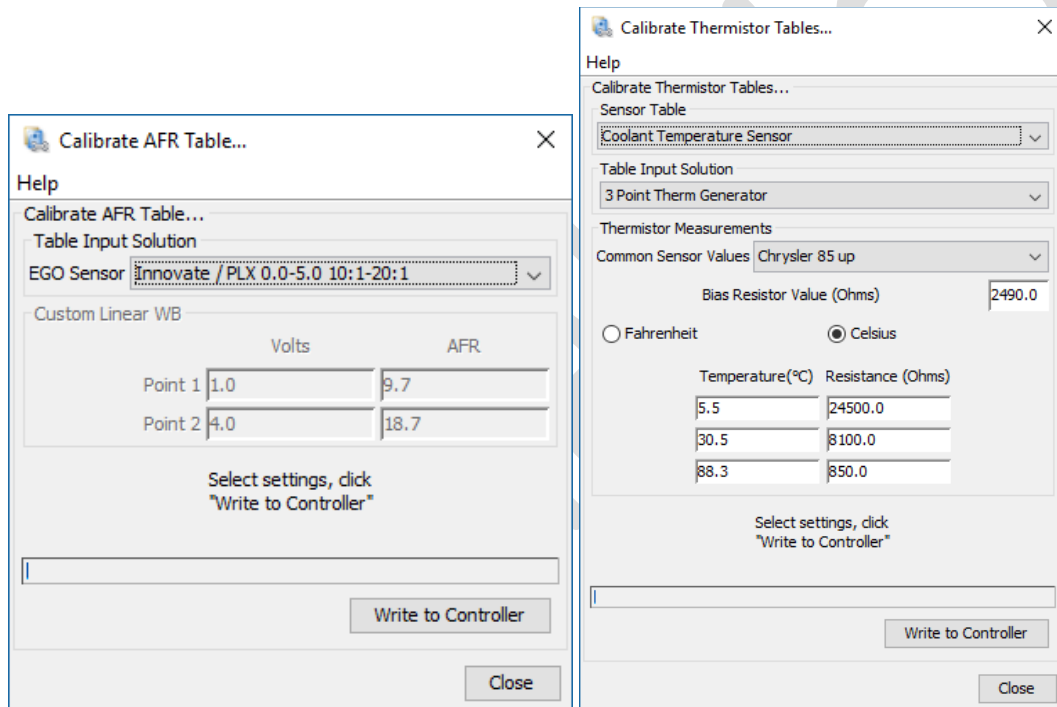 Calibrate AFR Table...
Help
Calibrate AFR Table...
Table Input Solution
EGO Sensor Innovate / PLX 0.0-5.0 10:1-20:1
Custom Linear WB
Volts AFR
Point 1 1.0 9.7
Point 2 4.0 18.7
Select settings, click
"Write to Controller"
Write to Controller
Close
Calibrate Thermistor Tables...
Help
Calibrate Thermistor Tables...
Sensor Table
Coolant Temperature Sensor
Table Input Solution
3 Point Therm Generator
Thermistor Measurements
Common Sensor Values Chrysler 85 up
Bias Resistor Value (Ohms) 2490.0
Fahrenheit Celsius
Temperature(°C) Resistance (Ohms)
5.5 24500.0
30.5 8100.0
88.3 850.0
Select settings, click
"Write to Controller"
Write to Controller
Close